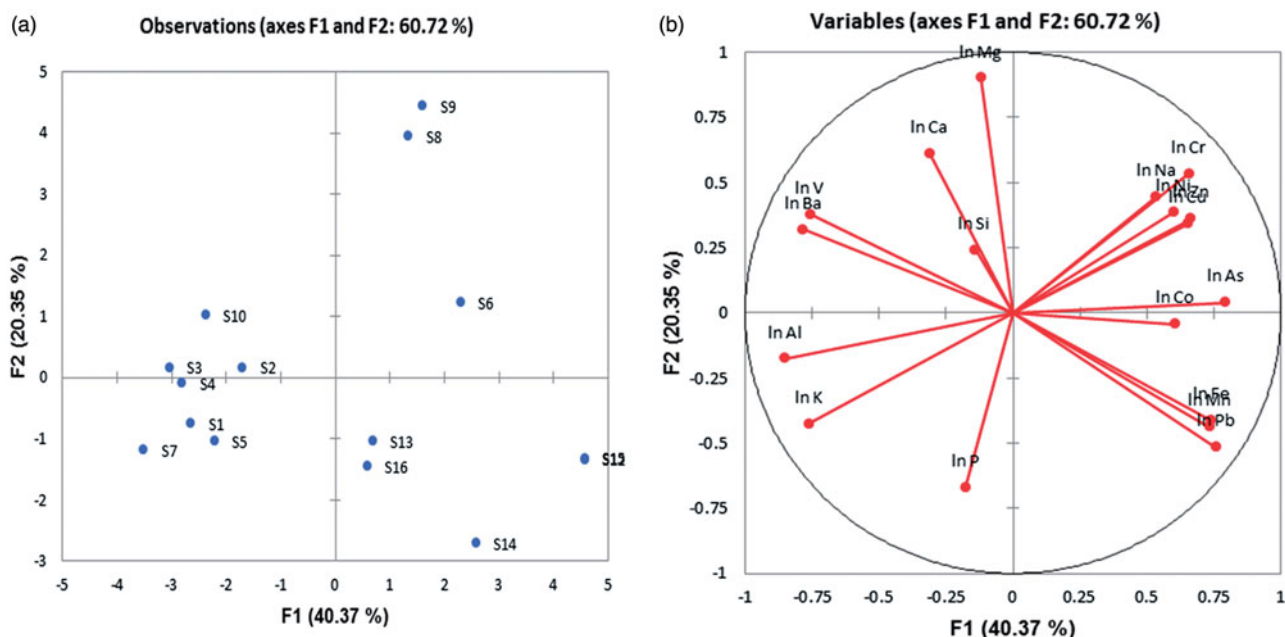 (a)
Observations (axes F1 and F2: 60.72 %)
5
4
3
2
1
0
-1
-2
-3
-5
-4
-3
-2
-1
0
1
2
3
4
5
F2 (20.35 %)
F1 (40.37 %)
S9
S8
S6
S10
S3
S2
S4
S1
S5
S7
S13
S16
S14
(b)
Variables (axes F1 and F2: 60.72 %)
1
0.75
0.5
0.25
0
-0.25
-0.5
-0.75
-1
-1
-0.75
-0.5
-0.25
0
0.25
0.5
0.75
1
F2 (20.35 %)
F1 (40.37 %)
ln Mg
ln Ca
ln Cr
ln Na
ln Ni
ln Zn
ln Cu
ln V
ln Ba
ln Si
ln As
ln Co
ln Al
ln K
ln Fe
ln Mn
ln Pb
ln P